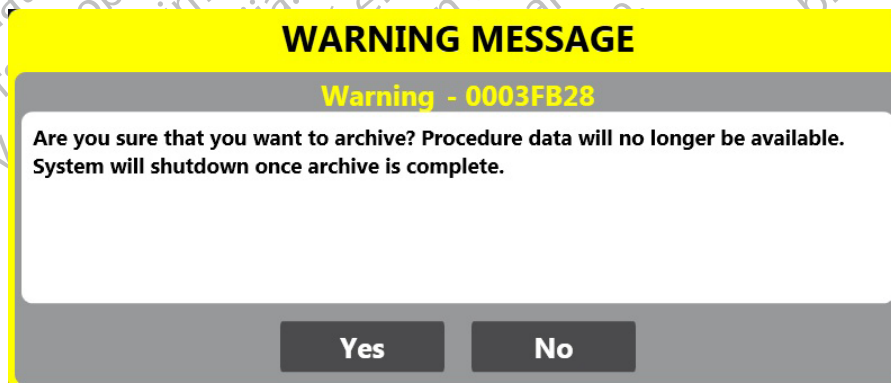 WARNING MESSAGE
Warning - 0003FB28
Are you sure that you want to archive? Procedure data will no longer be available.
System will shutdown once archive is complete.
Yes
No